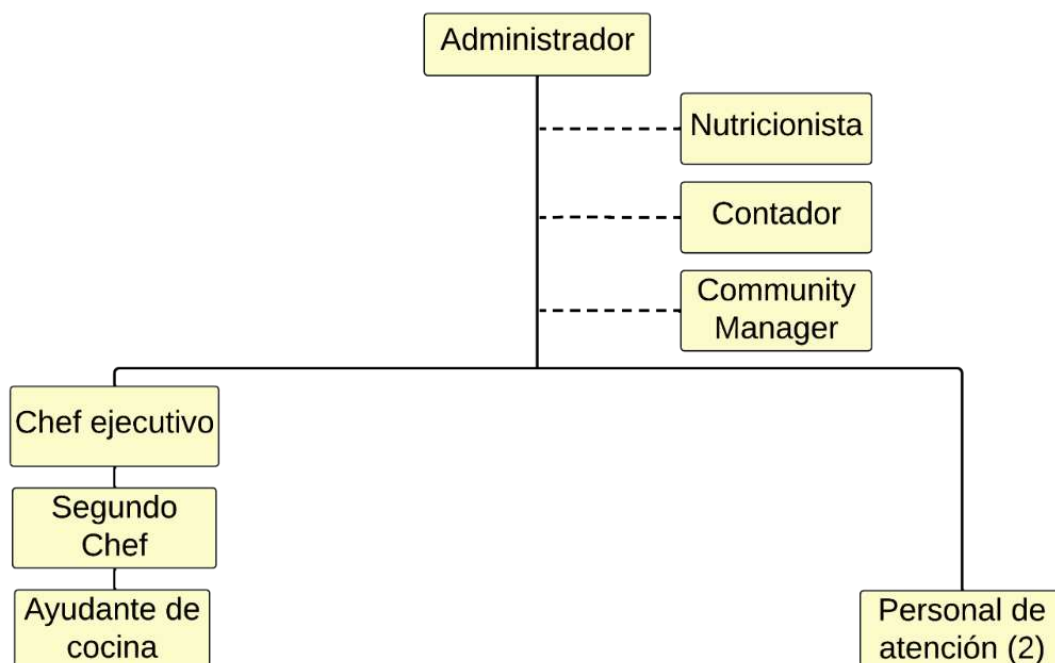 Administrador
Nutricionista
Contador
Community
Manager
Chef ejecutivo
Segundo
Chef
Ayudante de
cocina
Personal de
atención (2)